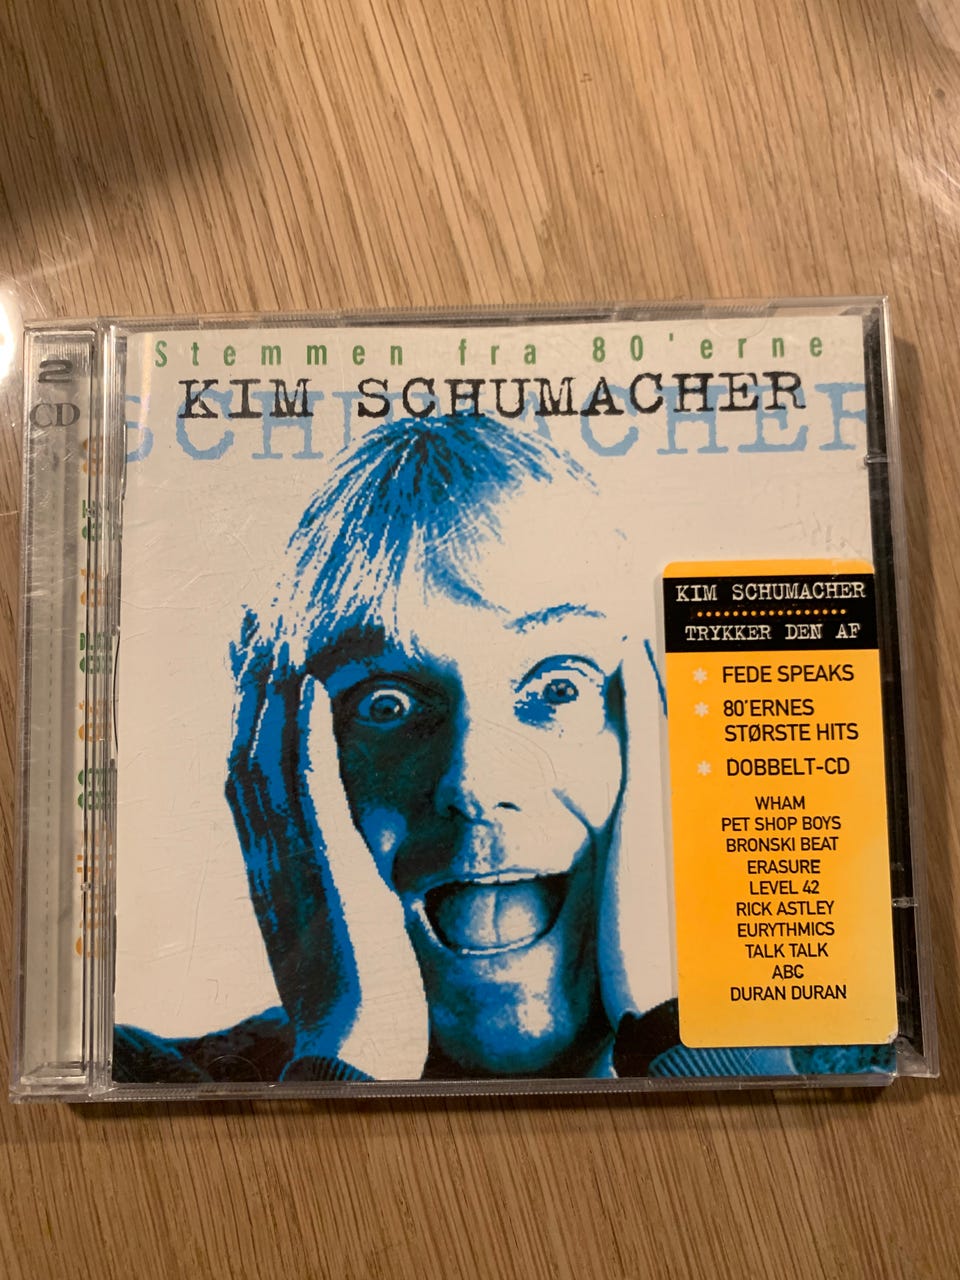 Stemmen fra 80'erne
KIM SCHUMACHER
SCHUMACHER
2
CD
KIM SCHUMACHER
TRYKKER DEN AF
FEDE SPEAKS
80'ERNES
STØRSTE HITS
DOBBELT-CD
WHAM
PET SHOP BOYS
BRONSKI BEAT
ERASURE
LEVEL 42
RICK ASTLEY
EURYTHMICS
TALK TALK
ABC
DURAN DURAN